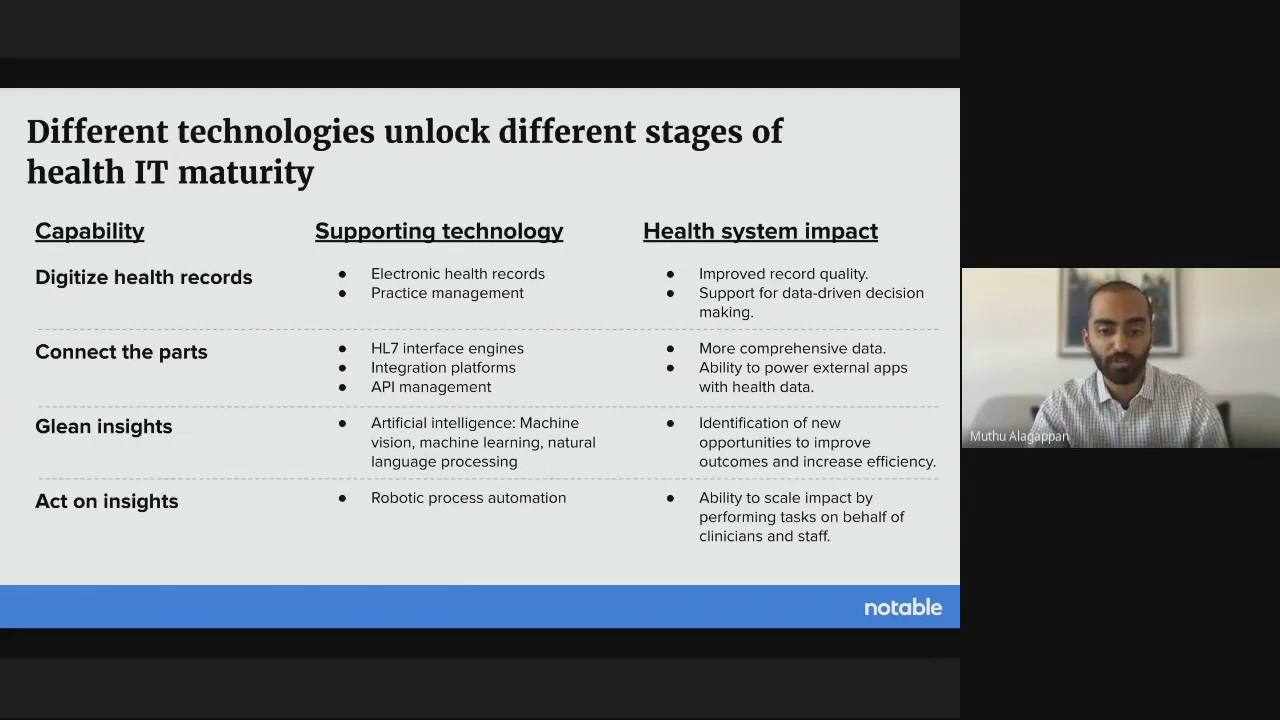 Different technologies unlock different stages of
health IT maturity
Capability
Supporting technology
Health system impact
Digitize health records
● Electronic health records
● Practice management
● Improved record quality.
● Support for data-driven decision
making.
Connect the parts
● HL7 interface engines
● Integration platforms
● API management
● More comprehensive data.
● Ability to power external apps
with health data.
Glean insights
● Artificial intelligence: Machine
vision, machine learning, natural
language processing
● Identification of new
opportunities to improve
outcomes and increase efficiency.
Act on insights
● Robotic process automation
● Ability to scale impact by
performing tasks on behalf of
clinicians and staff.
notable
Muthu Alagappan